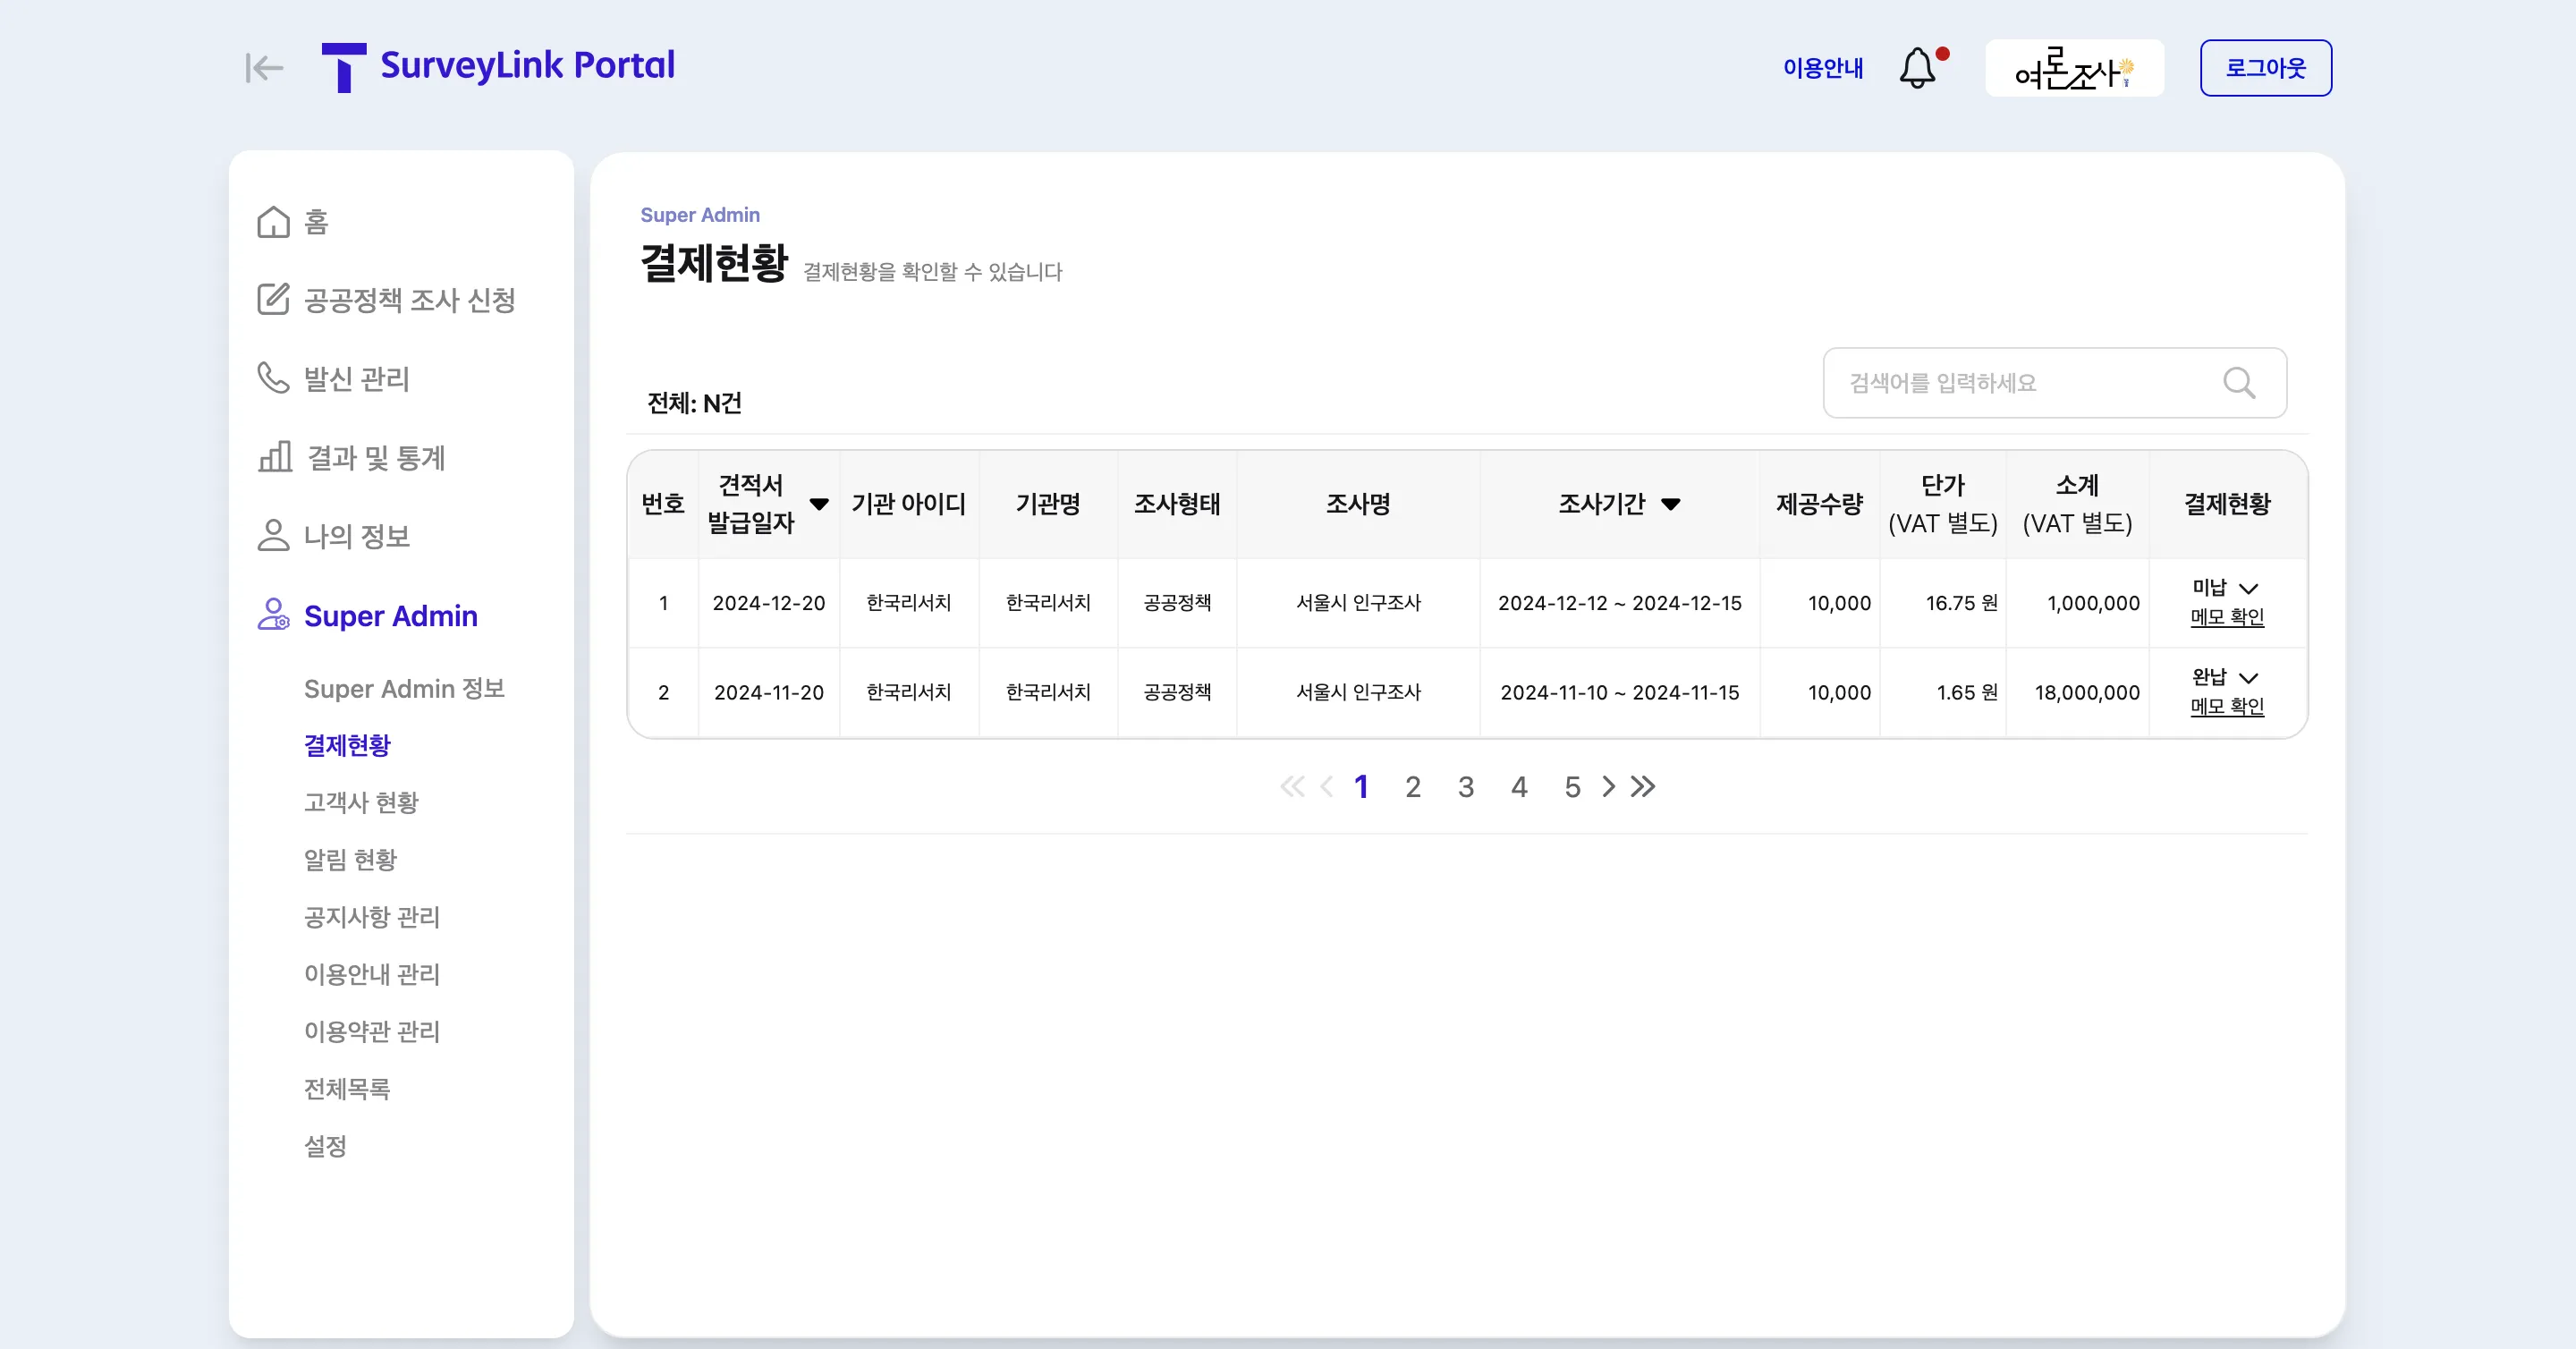 SurveyLink Portal
이용안내
여론조사
로그아웃
홈
공공정책 조사 신청
발신 관리
결과 및 통계
나의 정보
Super Admin
Super Admin 정보
결제현황
고객사 현황
알림 현황
공지사항 관리
이용안내 관리
이용약관 관리
전체목록
설정
Super Admin
결제현황 결제현황을 확인할 수 있습니다
전체: N건
검색어를 입력하세요
번호 견적서 발급일자 기관 아이디 기관명 조사형태 조사명 조사기간 제공수량 단가 (VAT 별도) 소계 (VAT 별도) 결제현황
1 2024-12-20 한국리서치 한국리서치 공공정책 서울시 인구조사 2024-12-12 ~ 2024-12-15 10,000 16.75 원 1,000,000 미납
메모 확인
2 2024-11-20 한국리서치 한국리서치 공공정책 서울시 인구조사 2024-11-10 ~ 2024-11-15 10,000 1.65 원 18,000,000 완납
메모 확인
1 2 3 4 5